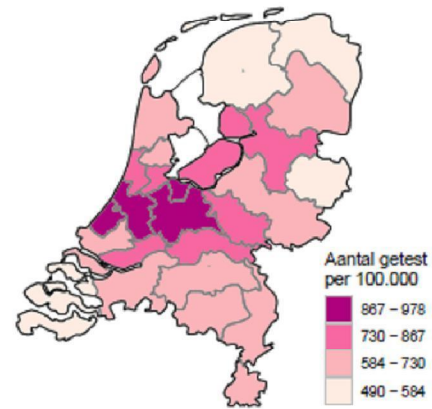 Aantal getest
per 100.000
867 – 978
730 – 867
584 – 730
490 – 584